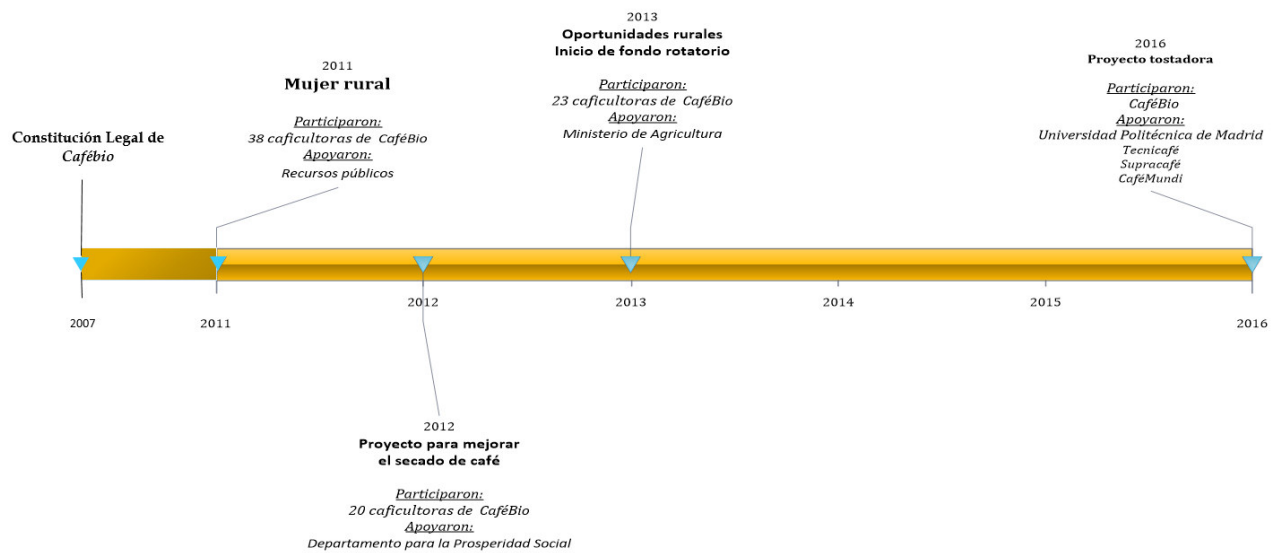 Constitución Legal de
Cafébio
2011
Mujer rural
Participaron:
38 caficultoras de CaféBio
Apoyaron:
Recursos públicos
2013
Oportunidades rurales
Inicio de fondo rotatorio
Participaron:
23 caficultoras de CaféBio
Apoyaron:
Ministerio de Agricultura
2016
Proyecto tostadora
Participaron:
CaféBio
Apoyaron:
Universidad Politécnica de Madrid
Tecnicafé
Supracafé
CaféMundi
2007
2011
2012
2013
2014
2015
2016
2012
Proyecto para mejorar
el secado de café
Participaron:
20 caficultoras de CaféBio
Apoyaron:
Departamento para la Prosperidad Social